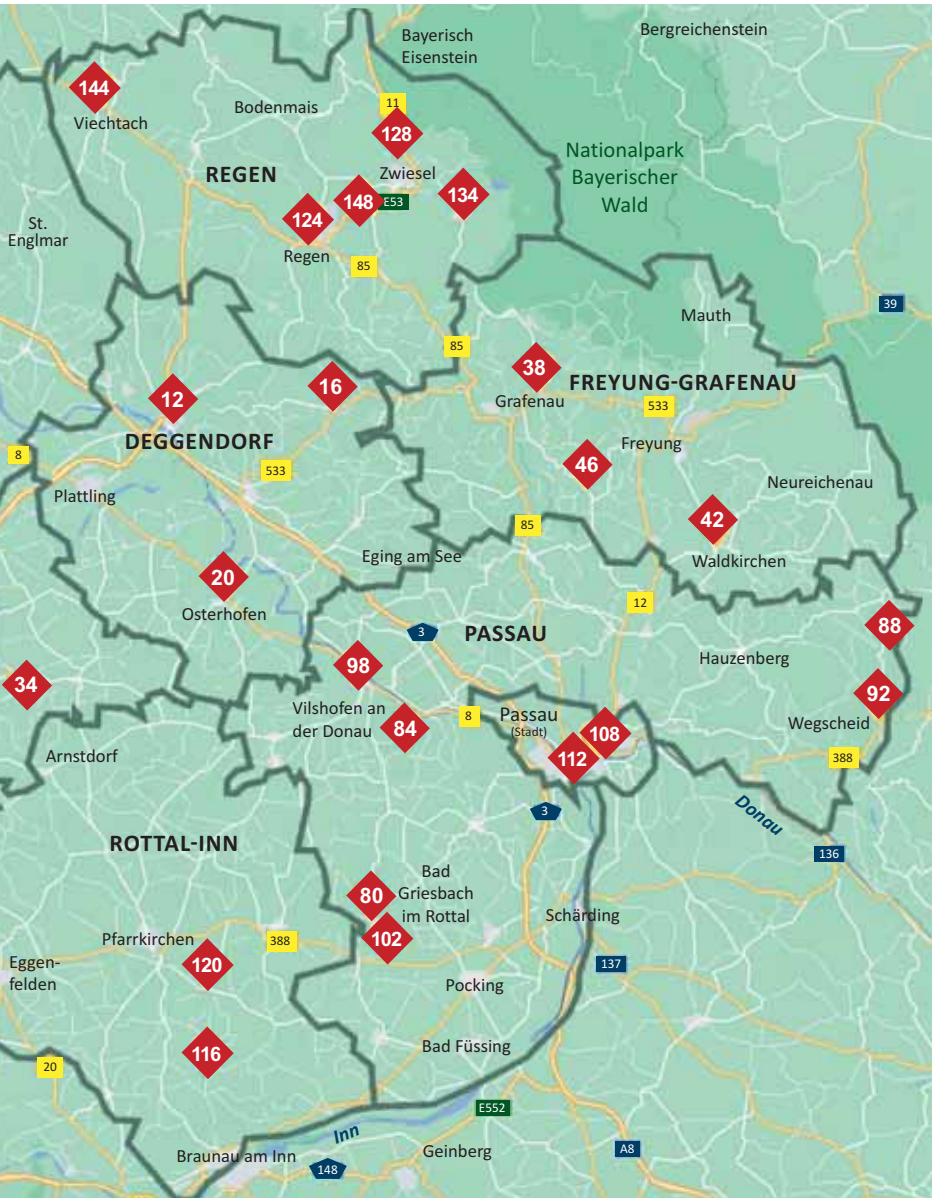 Bergreichenstein
Bayerisch
Eisenstein
144
Viechtach
Bodenmais
11
128
Nationalpark
Bayerischer
Wald
REGEN
Zwiesel
134
148
E53
124
Regen
St.
Englmar
85
39
Mauth
85
38
Grafenau
FREYUNG-GRAFENAU
533
16
12
DEGGENDORF
8
533
Freyung
46
Plattling
Neureichenau
42
Waldkirchen
85
Eging am See
20
Osterhofen
12
3
PASSAU
88
Hauzenberg
98
34
92
Vilshofen an
der Donau
84
8
Passau
(Stadt)
108
112
Wegscheid
388
Arnstdorf
3
Donau
ROTTAL-INN
136
80
Bad
Griesbach
im Rottal
102
Schärding
Pfarrkirchen
388
120
137
Eggen-
felden
Pocking
116
Bad Füssing
20
E552
Inn
Braunau am Inn
148
Geinberg
A8